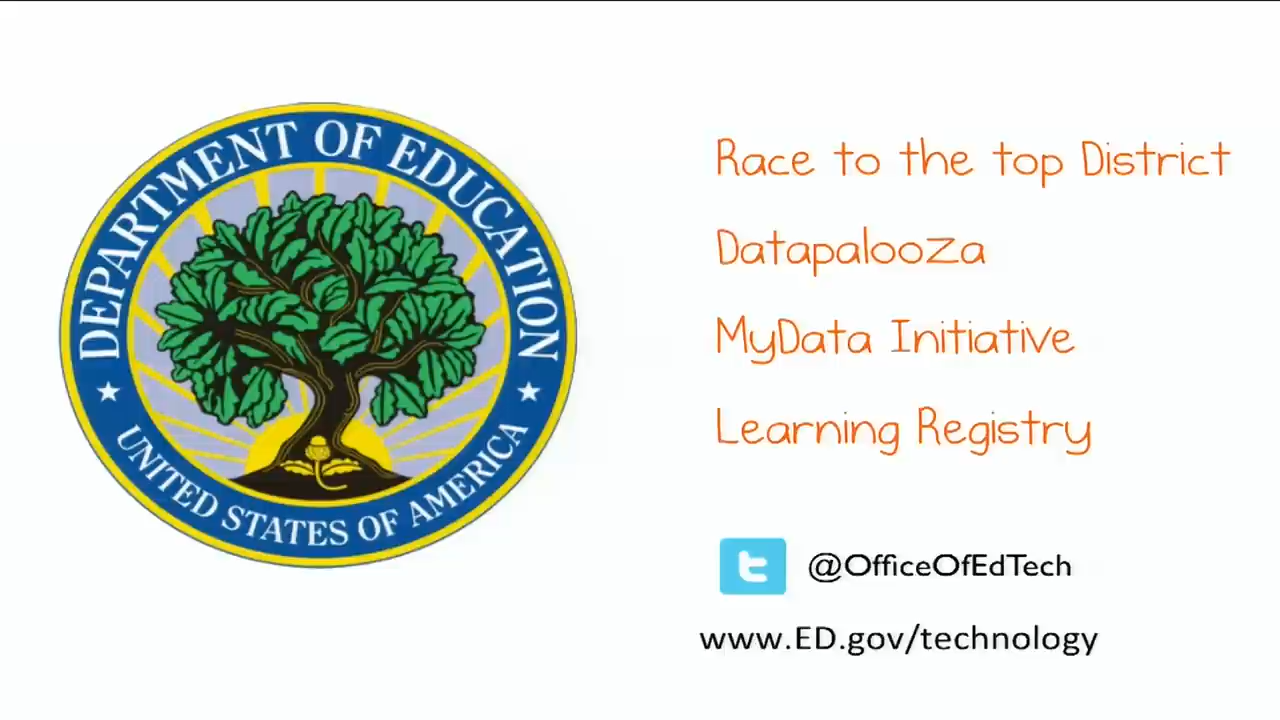 DEPARTMENT OF EDUCATION
UNITED STATES OF AMERICA
Race to the top District
Datapalooza
MyData Initiative
Learning Registry
@OfficeOfEdTech
www.ED.gov/technology